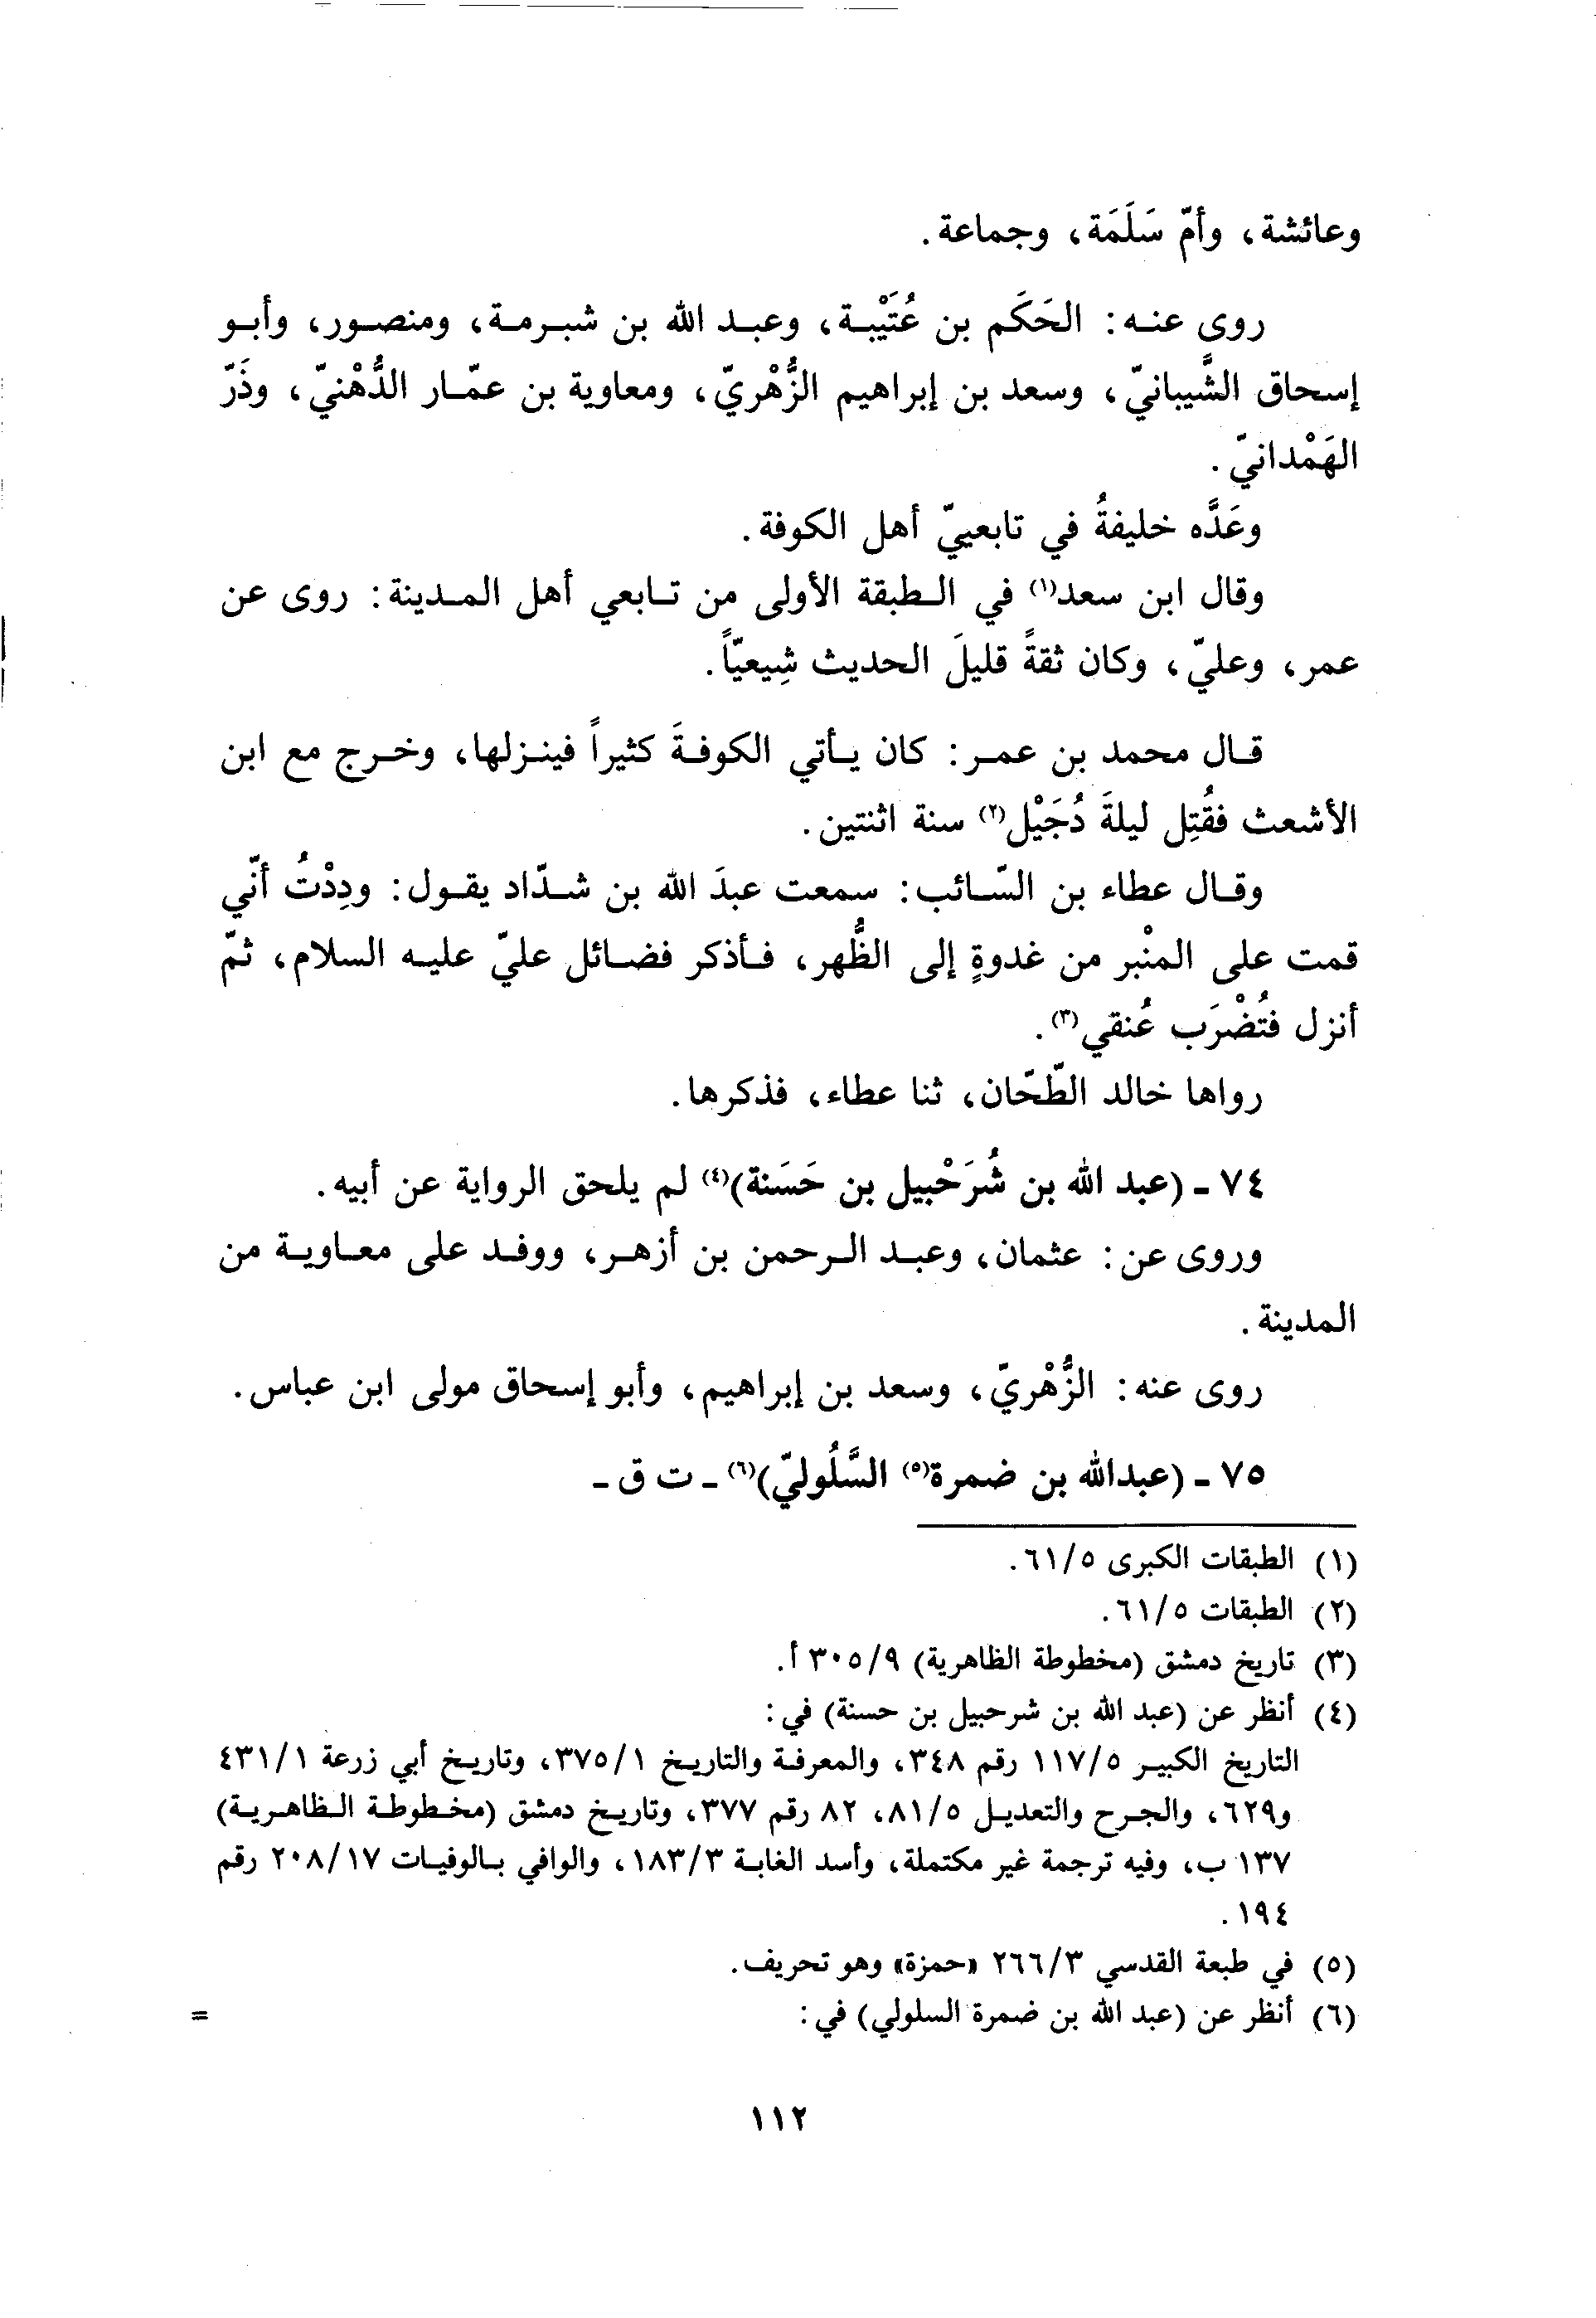 وعائشة، وأمّ سَلَمَة، وجماعة.
روى عنه: الحَكَم بن عُتَيْبة، وعبد الله بن شبرمة، ومنصور، وأبو
إسحاق الشَّيبانيّ، وسعد بن إبراهيم الزُّهْريّ، ومعاوية بن عمّار الدُّهْنيّ، وذَرّ
الهَمْدانيّ.
وعَدَّه خليفةُ في تابعييّ أهل الكوفة.
وقال ابن سعد(١) في الطبقة الأولى من تابعي أهل المدينة: روى عن
عمر، وعليّ، وكان ثقةً قليلَ الحديث شِيعيّاً.
قال محمد بن عمر: كان يأتي الكوفةَ كثيراً فينزلها، وخرج مع ابن
الأشعث فقُتِل ليلةَ دُجَيْل(٢) سنة اثنتين.
وقال عطاء بن السّائب: سمعت عبدَ الله بن شدّاد يقول: ودِدْتُ أنّي
قمت على المنْبر من غدوةٍ إلى الظُّهر، فأذكر فضائل عليّ عليه السلام، ثمّ
أنزل فتُضْرَب عُنقي(٣).
رواها خالد الطّحّان، ثنا عطاء، فذكرها.
٧٤ - (عبد الله بن شُرَحْبيل بن حَسَنة)(٤) لم يلحق الرواية عن أبيه.
وروى عن: عثمان، وعبد الرحمن بن أزهر، ووفد على معاوية من
المدينة.
روى عنه: الزُّهْريّ، وسعد بن إبراهيم، وأبو إسحاق مولى ابن عباس.
٧٥ - (عبدالله بن ضمرة(٥) السَّلُوليّ)(٦) - ت ق -
(١) الطبقات الكبرى ٦١/٥.
(٢) الطبقات ٦١/٥.
(٣) تاريخ دمشق (مخطوطة الظاهرية) ٣٠٥/٩ أ.
(٤) أنظر عن (عبد الله بن شرحبيل بن حسنة) في:
التاريخ الكبير ١١٧/٥ رقم ٣٤٨، والمعرفة والتاريخ ٣٧٥/١، وتاريخ أبي زرعة ٤٣١/١
و٦٢٩، والجرح والتعديل ٨١/٥، ٨٢ رقم ٣٧٧، وتاريخ دمشق (مخطوطة الظاهرية)
١٣٧ ب، وفيه ترجمة غير مكتملة، وأسد الغابة ١٨٣/٣، والوافي بالوفيات ٢٠٨/١٧ رقم
١٩٤.
(٥) في طبعة القدسي ٢٦٦/٣ «حمزة» وهو تحريف.
(٦) أنظر عن (عبد الله بن ضمرة السلولي) في: =
١١٢